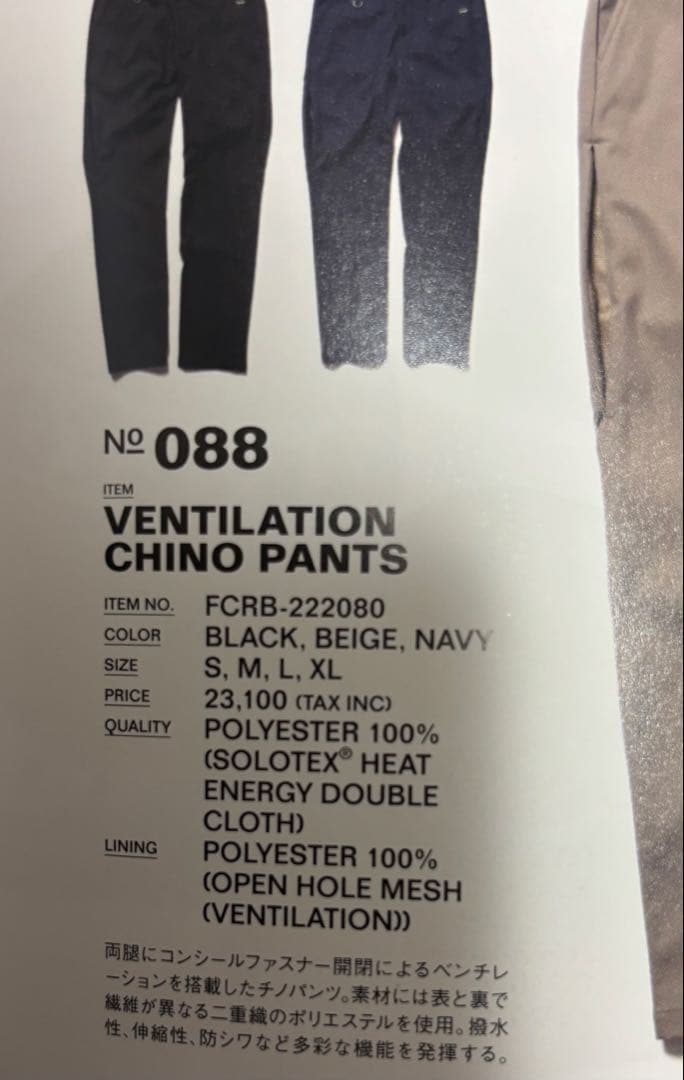 Nº 088
ITEM
VENTILATION
CHINO PANTS
ITEM NO. FCRB-222080
COLOR BLACK, BEIGE, NAVY
SIZE S, M, L, XL
PRICE 23,100 (TAX INC)
QUALITY POLYESTER 100%
(SOLOTEX® HEAT
ENERGY DOUBLE
CLOTH)
LINING POLYESTER 100%
(OPEN HOLE MESH
(VENTILATION))
両腿にコンシールファスナー開閉によるベンチレ
ーションを搭載したチノパンツ。素材には表と裏で
繊維が異なる二重織のポリエステルを使用。撥水
性、伸縮性、防シワなど多彩な機能を発揮する。